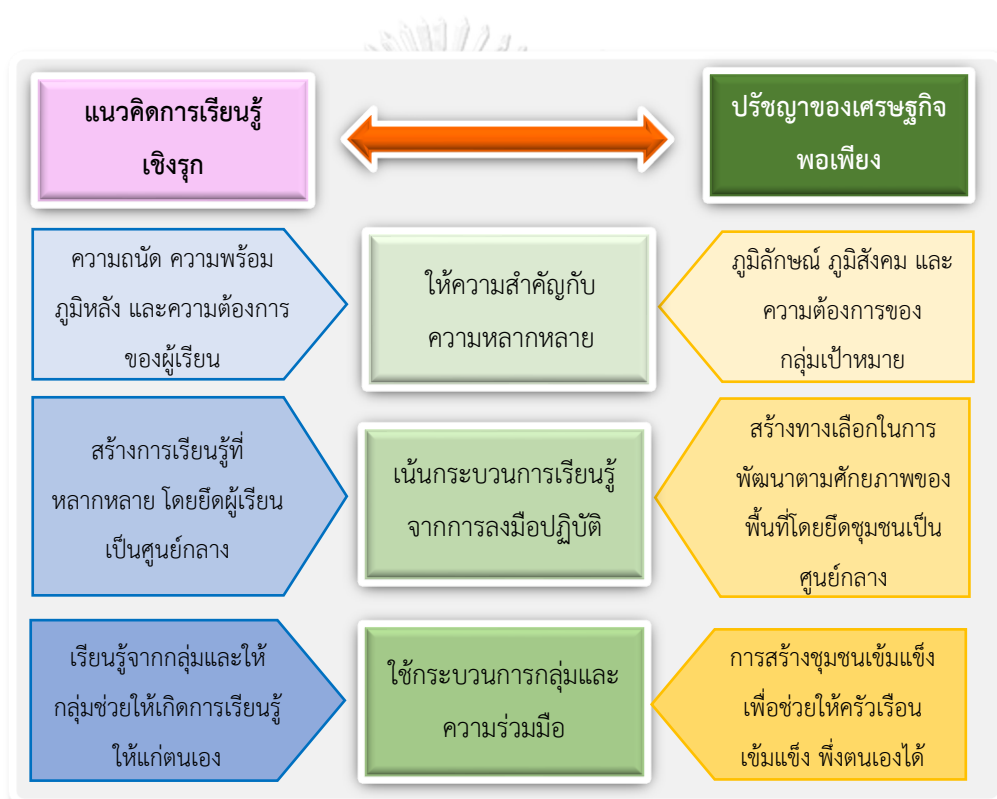 แนวคิดการเรียนรู้
เชิงรุก
ปรัชญาของเศรษฐกิจ
พอเพียง
ความถนัด ความพร้อม
ภูมิหลัง และความต้องการ
ของผู้เรียน
ให้ความสำคัญกับ
ความหลากหลาย
ภูมิลักษณ์ ภูมิสังคม และ
ความต้องการของ
กลุ่มเป้าหมาย
สร้างการเรียนรู้ที่
หลากหลาย โดยยึดผู้เรียน
เป็นศูนย์กลาง
เน้นกระบวนการเรียนรู้
จากการลงมือปฏิบัติ
สร้างทางเลือกในการ
พัฒนาตามศักยภาพของ
พื้นที่โดยยึดชุมชนเป็น
ศูนย์กลาง
เรียนรู้จากกลุ่มและให้
กลุ่มช่วยให้เกิดการเรียนรู้
ให้แก่ตนเอง
ใช้กระบวนการกลุ่มและ
ความร่วมมือ
การสร้างชุมชนเข้มแข็ง
เพื่อช่วยให้ครัวเรือน
เข้มแข็ง พึ่งตนเองได้